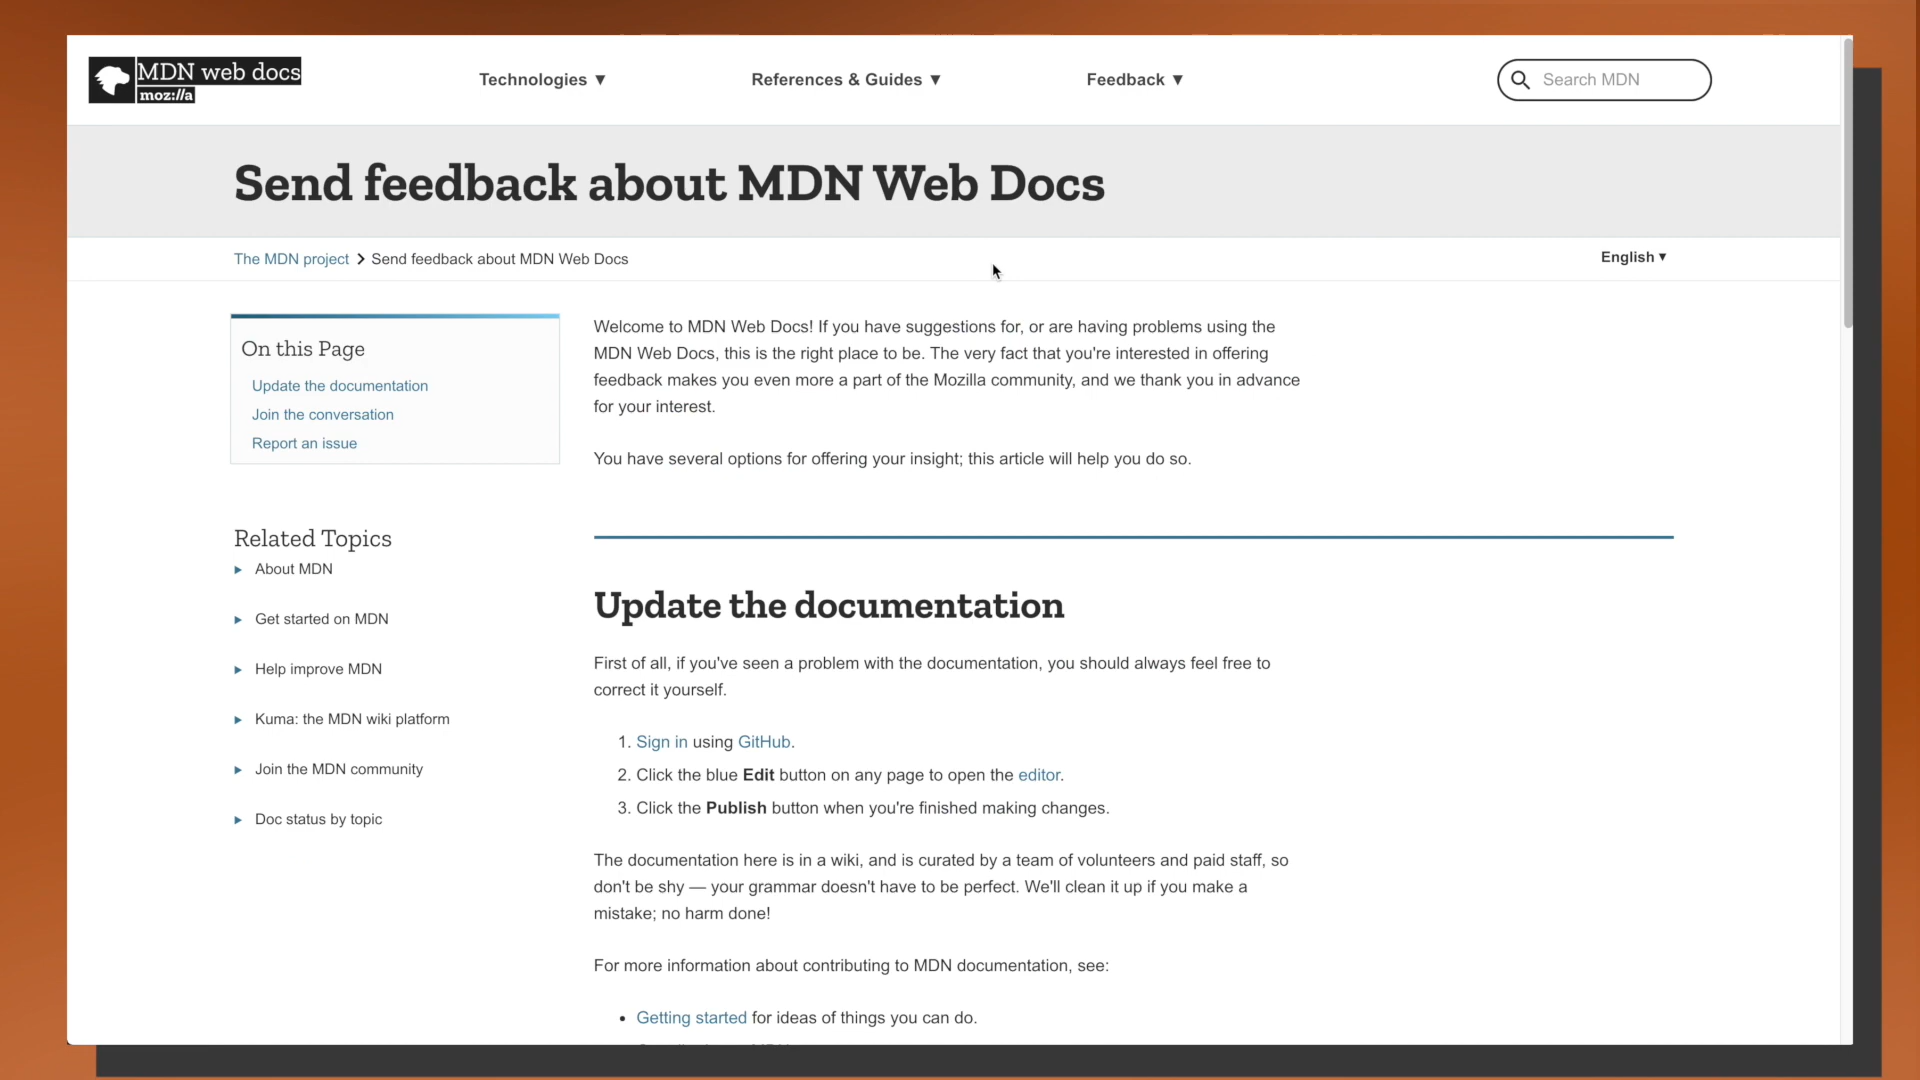 MDN web docs
moz://a
Technologies ▼
References & Guides ▼
Feedback ▼
Search MDN
Send feedback about MDN Web Docs
The MDN project > Send feedback about MDN Web Docs
English ▾
On this Page
Update the documentation
Join the conversation
Report an issue
Welcome to MDN Web Docs! If you have suggestions for, or are having problems using the
MDN Web Docs, this is the right place to be. The very fact that you're interested in offering
feedback makes you even more a part of the Mozilla community, and we thank you in advance
for your interest.
You have several options for offering your insight; this article will help you do so.
Related Topics
About MDN
Get started on MDN
Help improve MDN
Kuma: the MDN wiki platform
Join the MDN community
Doc status by topic
Update the documentation
First of all, if you've seen a problem with the documentation, you should always feel free to
correct it yourself.
1. Sign in using GitHub.
2. Click the blue Edit button on any page to open the editor.
3. Click the Publish button when you're finished making changes.
The documentation here is in a wiki, and is curated by a team of volunteers and paid staff, so
don't be shy — your grammar doesn't have to be perfect. We'll clean it up if you make a
mistake; no harm done!
For more information about contributing to MDN documentation, see:
• Getting started for ideas of things you can do.